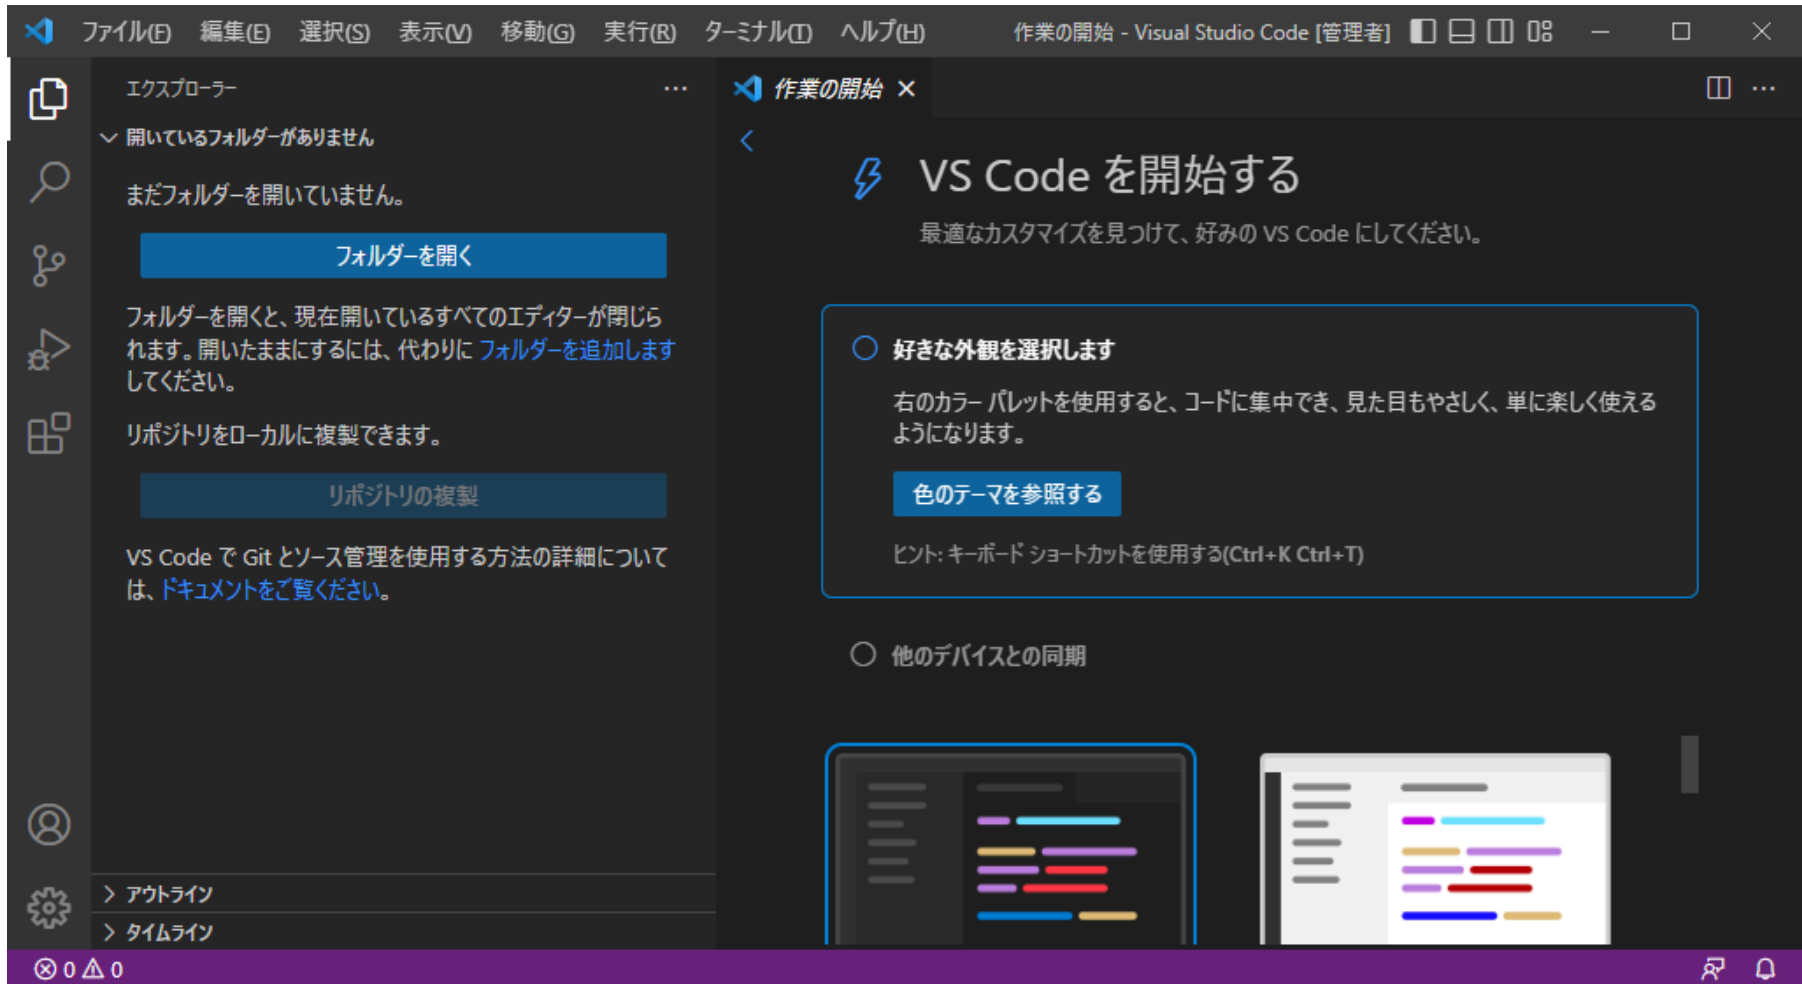 ファイル(F) 編集(E) 選択(S) 表示(V) 移動(G) 実行(R) ターミナル(T) ヘルプ(H) 作業の開始 - Visual Studio Code [管理者]
エクスプローラー
開いているフォルダーがありません
まだフォルダーを開いていません。
フォルダーを開く
フォルダーを開くと、現在開いているすべてのエディターが閉じら
れます。開いたままにするには、代わりに フォルダーを追加します
してください。
リポジトリをローカルに複製できます。
リポジトリの複製
VS Code で Git とソース管理を使用する方法の詳細について
は、ドキュメントをご覧ください。
アウトライン
タイムライン
作業の開始
VS Code を開始する
最適なカスタマイズを見つけて、好みの VS Code にしてください。
好きな外観を選択します
右のカラー パレットを使用すると、コードに集中でき、見た目もやさしく、単に楽しく使える
ようになります。
色のテーマを参照する
ヒント: キーボード ショートカットを使用する(Ctrl+K Ctrl+T)
他のデバイスとの同期
0 0